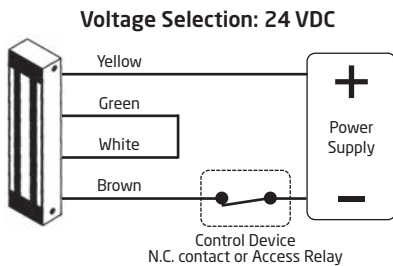 Voltage Selection: 24 VDC
Yellow
Green
White
Brown
+
Power
Supply
−
Control Device
N.C. contact or Access Relay